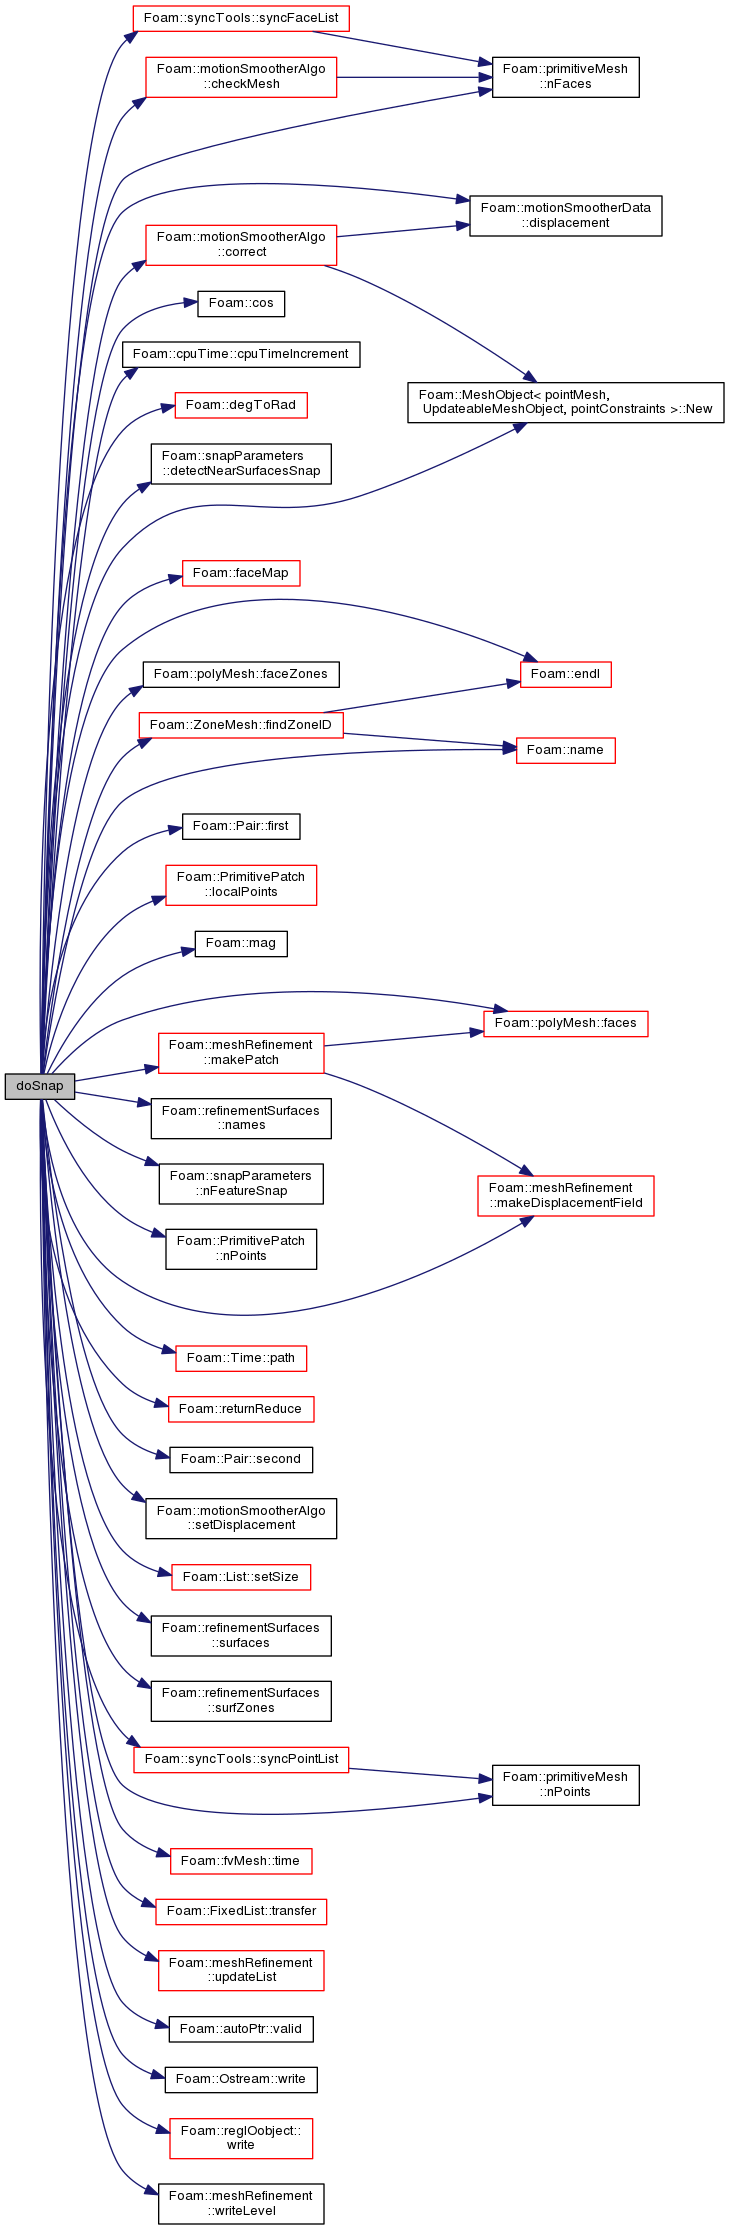 Foam::syncTools::syncFaceList
Foam::motionSmootherAlgo
::checkMesh
Foam::primitiveMesh
::nFaces
Foam::motionSmootherData
::displacement
Foam::motionSmootherAlgo
::correct
Foam::cos
Foam::cpuTime::cpuTimeIncrement
Foam::MeshObject< pointMesh,
UpdateableMeshObject, pointConstraints >::New
Foam::degToRad
Foam::snapParameters
::detectNearSurfacesSnap
Foam::faceMap
Foam::polyMesh::faceZones
Foam::endl
Foam::ZoneMesh::findZoneID
Foam::name
Foam::Pair::first
Foam::PrimitivePatch
::localPoints
Foam::mag
Foam::polyMesh::faces
Foam::meshRefinement
::makePatch
doSnap
Foam::refinementSurfaces
::names
Foam::snapParameters
::nFeatureSnap
Foam::meshRefinement
::makeDisplacementField
Foam::PrimitivePatch
::nPoints
Foam::Time::path
Foam::returnReduce
Foam::Pair::second
Foam::motionSmootherAlgo
::setDisplacement
Foam::List::setSize
Foam::refinementSurfaces
::surfaces
Foam::refinementSurfaces
::surfZones
Foam::syncTools::syncPointList
Foam::primitiveMesh
::nPoints
Foam::fvMesh::time
Foam::FixedList::transfer
Foam::meshRefinement
::updateList
Foam::autoPtr::valid
Foam::Ostream::write
Foam::regIOobject::
write
Foam::meshRefinement
::writeLevel